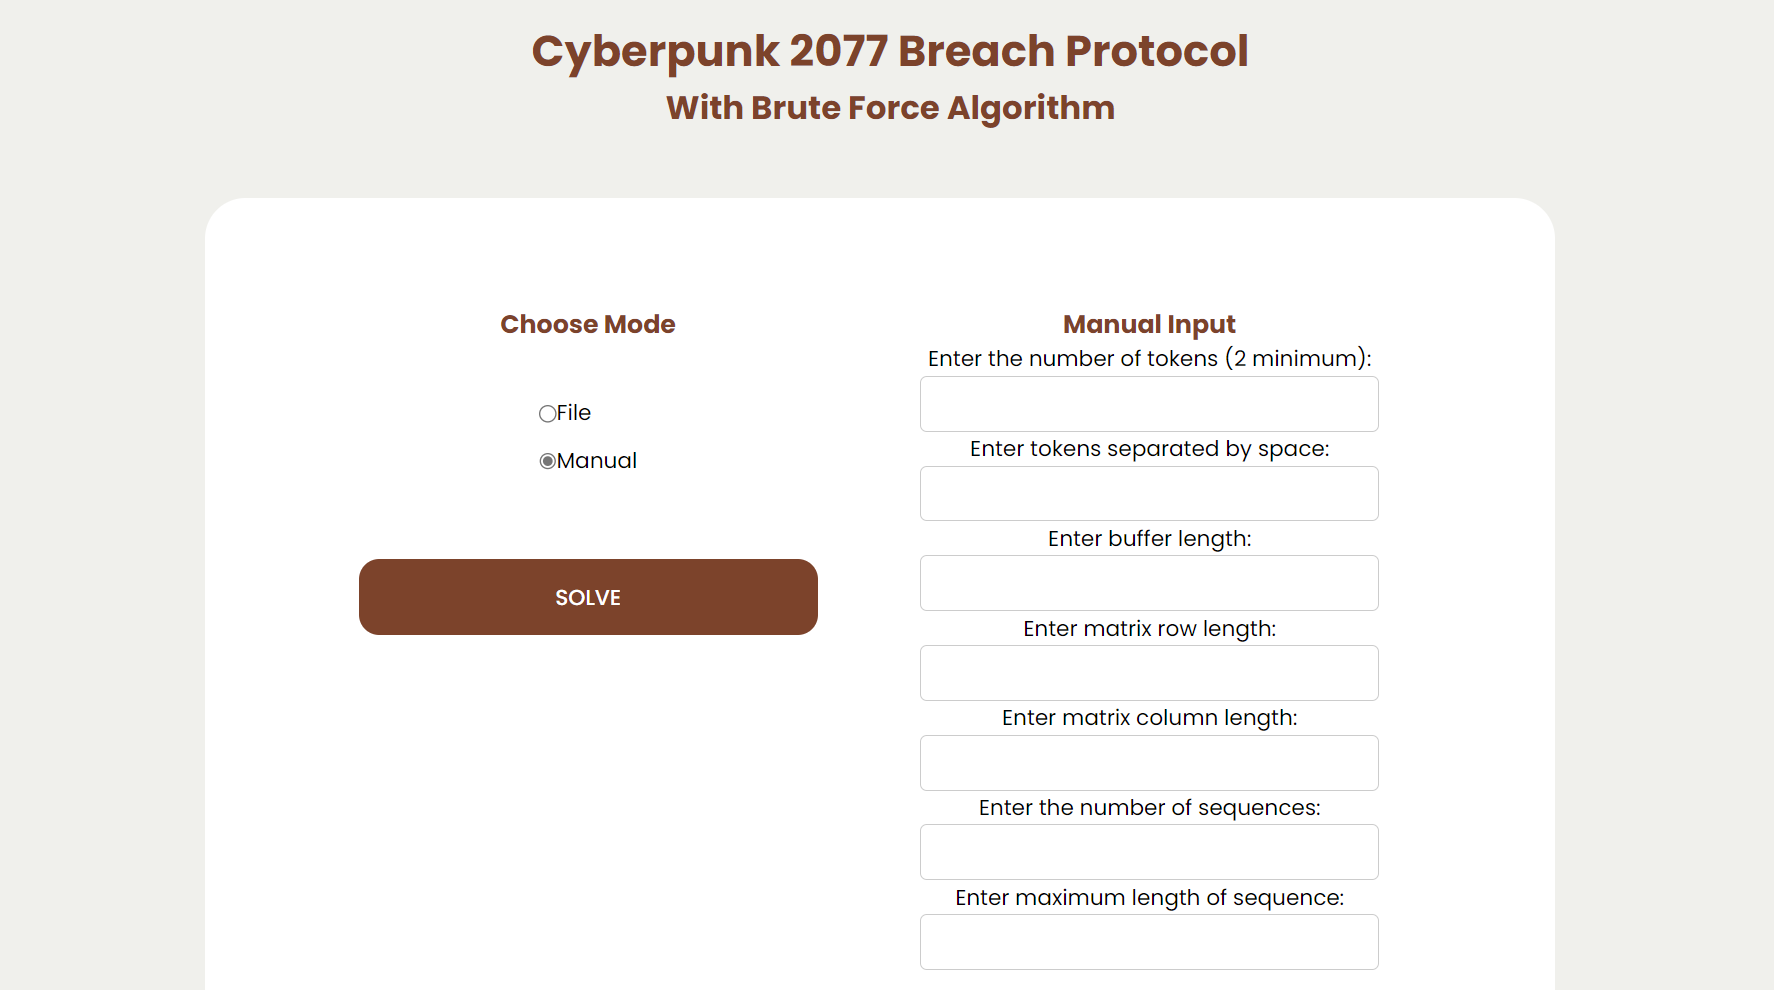 Cyberpunk 2077 Breach Protocol
With Brute Force Algorithm
Choose Mode
File
Manual
SOLVE
Manual Input
Enter the number of tokens (2 minimum):
Enter tokens separated by space:
Enter buffer length:
Enter matrix row length:
Enter matrix column length:
Enter the number of sequences:
Enter maximum length of sequence: